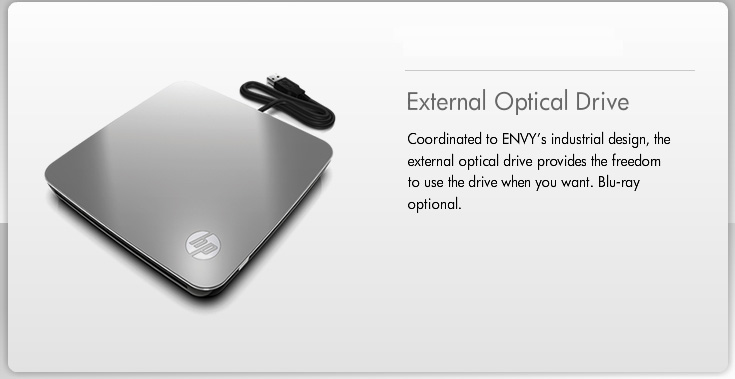 External Optical Drive
Coordinated to ENVY's industrial design, the
external optical drive provides the freedom
to use the drive when you want. Blu-ray
optional.
hp